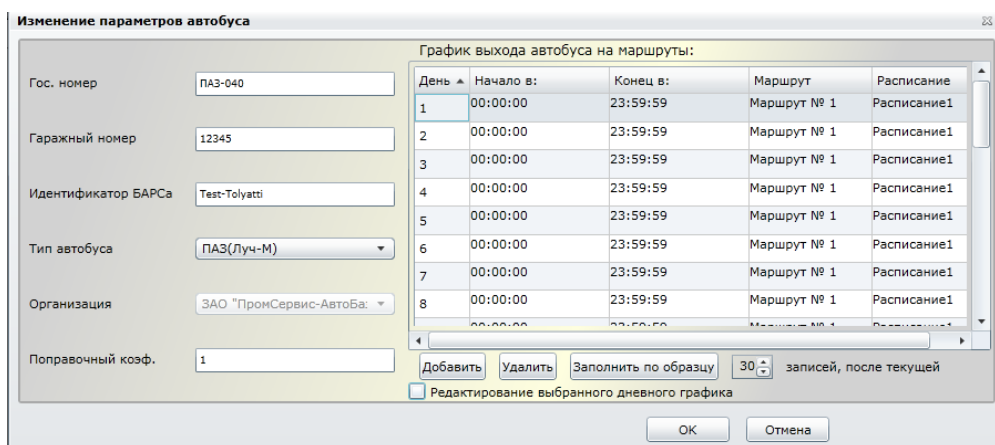 Изменение параметров автобуса
График выхода автобуса на маршруты:
Гос. номер
ПАЗ-040
Гаражный номер
12345
Идентификатор БАРСа
Test-Tolyatti
Тип автобуса
ПАЗ(Луч-М)
Организация
ЗАО "ПромСервис-АвтоБа
Поправочный коэф.
1
День Начало в: Конец в: Маршрут Расписание
1 00:00:00 23:59:59 Маршрут № 1 Расписание1
2 00:00:00 23:59:59 Маршрут № 1 Расписание1
3 00:00:00 23:59:59 Маршрут № 1 Расписание1
4 00:00:00 23:59:59 Маршрут № 1 Расписание1
5 00:00:00 23:59:59 Маршрут № 1 Расписание1
6 00:00:00 23:59:59 Маршрут № 1 Расписание1
7 00:00:00 23:59:59 Маршрут № 1 Расписание1
8 00:00:00 23:59:59 Маршрут № 1 Расписание1
Добавить Удалить Заполнить по образцу 30 записей, после текущей
Редактирование выбранного дневного графика
OK Отмена